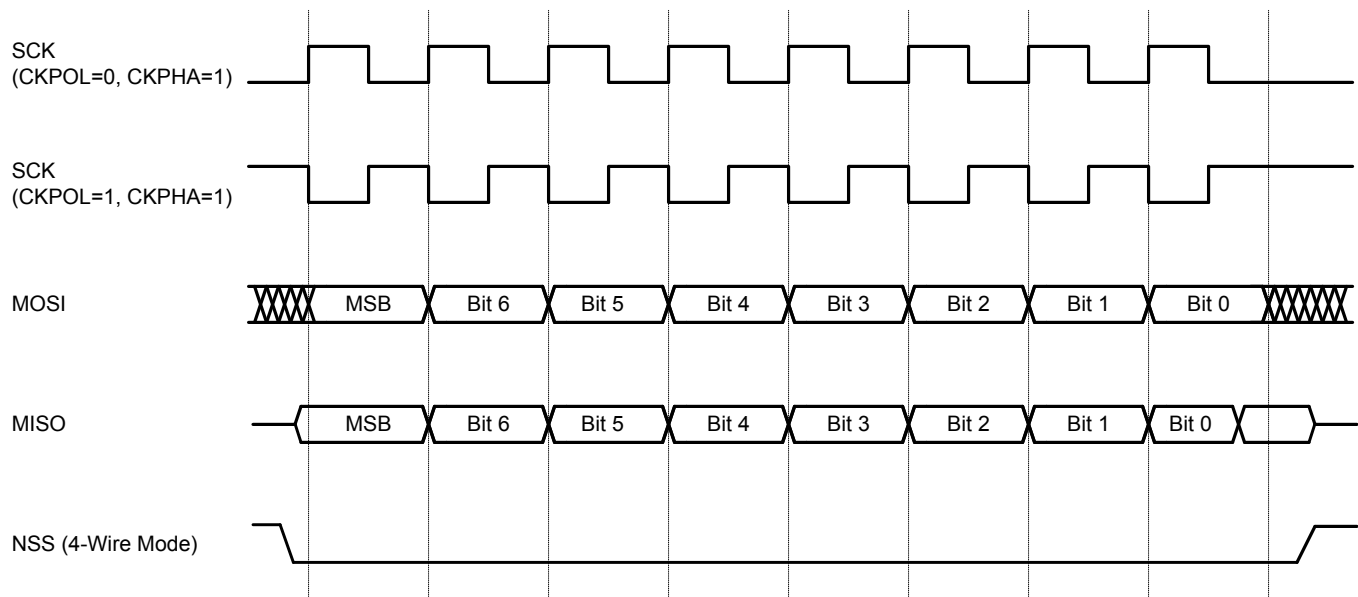 SCK
(CKPOL=0, CKPHA=1)
SCK
(CKPOL=1, CKPHA=1)
MOSI
MSB
Bit 6
Bit 5
Bit 4
Bit 3
Bit 2
Bit 1
Bit 0
MISO
MSB
Bit 6
Bit 5
Bit 4
Bit 3
Bit 2
Bit 1
Bit 0
NSS (4-Wire Mode)